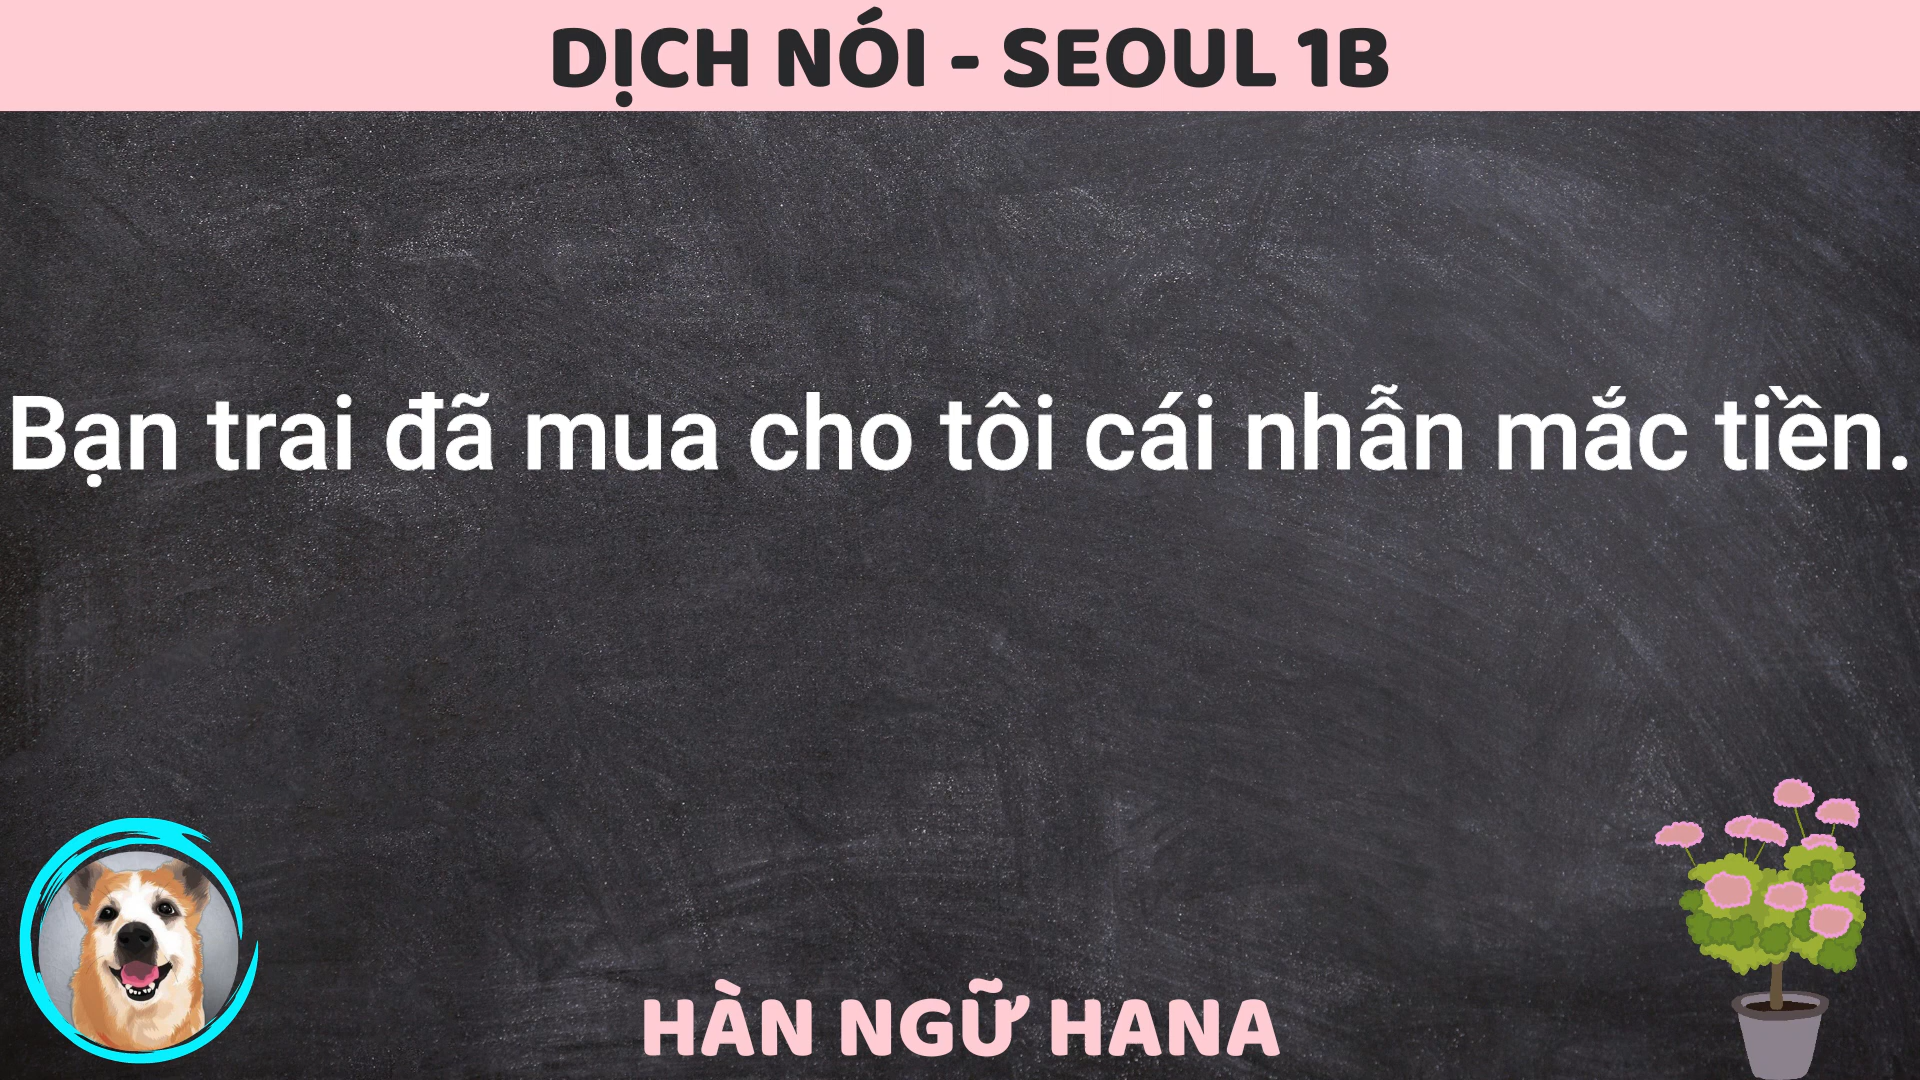 DỊCH NÓI - SEOUL 1B
Bạn trai đã mua cho tôi cái nhẫn mắc tiền.
HÀN NGỮ HANA